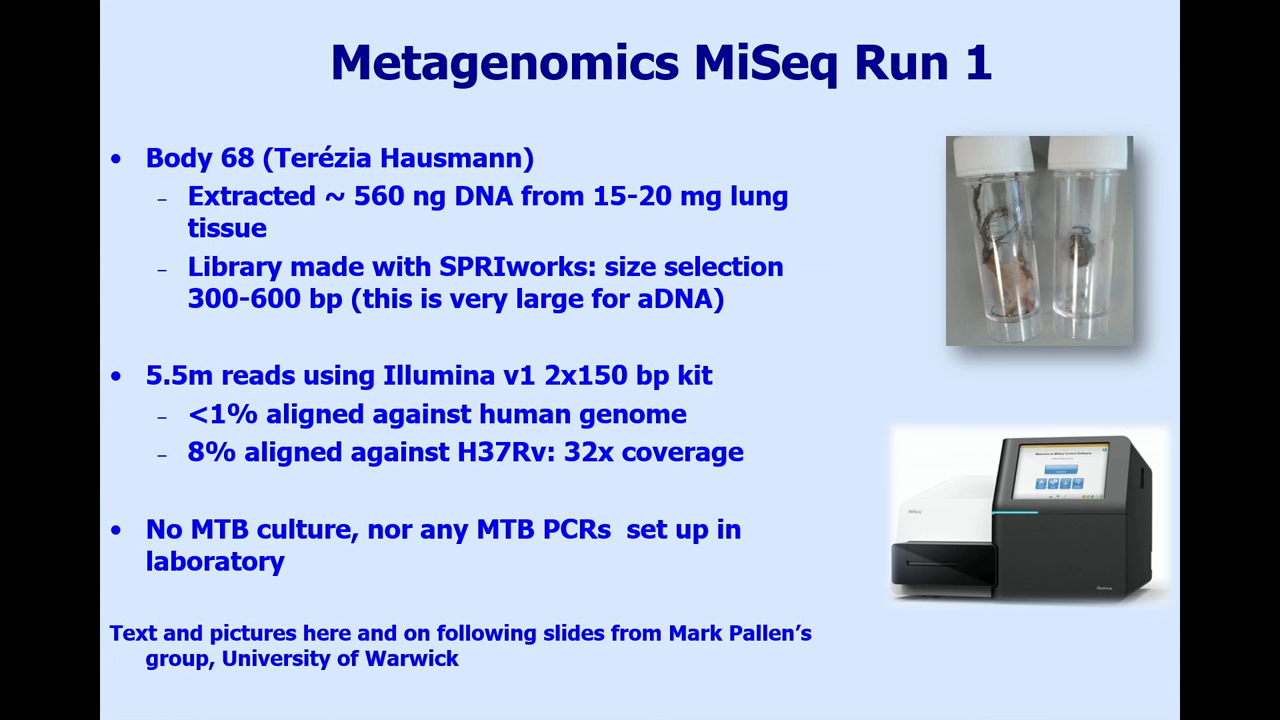 Metagenomics MiSeq Run 1
• Body 68 (Terézia Hausmann)
– Extracted ~ 560 ng DNA from 15-20 mg lung
tissue
– Library made with SPRIworks: size selection
300-600 bp (this is very large for aDNA)
• 5.5m reads using Illumina v1 2x150 bp kit
– <1% aligned against human genome
– 8% aligned against H37Rv: 32x coverage
• No MTB culture, nor any MTB PCRs  set up in
laboratory
Text and pictures here and on following slides from Mark Pallen’s
group, University of Warwick